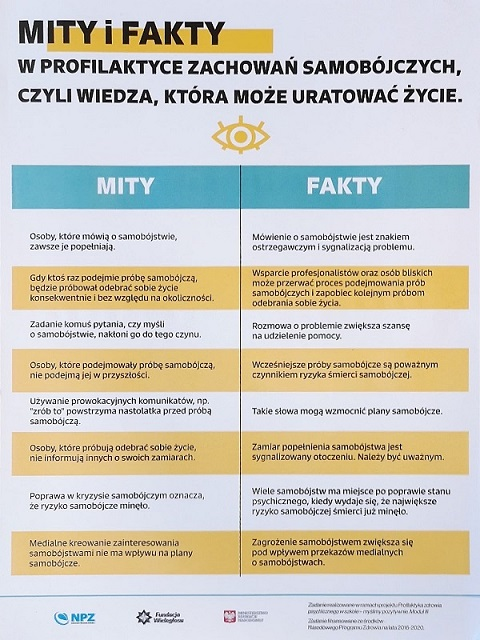 MITY i FAKTY
W PROFILAKTYCE ZACHOWAŃ SAMOBÓJCZYCH,
CZYLI WIEDZA, KTÓRA MOŻE URATOWAĆ ŻYCIE.
MITY
FAKTY
Osoby, które mówią o samobójstwie,
zawsze je popełniają.
Mówienie o samobójstwie jest znakiem
ostrzegawczym i sygnalizacją problemu.
Gdy ktoś raz podejmie próbę samobójczą,
będzie próbował odebrać sobie życie
konsekwentnie i bez względu na okoliczności.
Wsparcie profesjonalistów oraz osób bliskich
może przerwać proces podejmowania prób
samobójczych i zapobiec kolejnym próbom
odebrania sobie życia.
Zadanie komuś pytania, czy myśli
o samobójstwie, nakłoni go do tego czynu.
Rozmowa o problemie zwiększa szansę
na udzielenie pomocy.
Osoby, które podejmowały próbę samobójczą,
nie podejmą jej w przyszłości.
Wcześniejsze próby samobójcze są poważnym
czynnikiem ryzyka śmierci samobójczej.
Używanie prowokacyjnych komunikatów, np.
"zrób to" powstrzyma nastolatka przed próbą
samobójczą.
Takie słowa mogą wzmocnić plany samobójcze.
Osoby, które próbują odebrać sobie życie,
nie informują innych o swoich zamiarach.
Zamiar popełnienia samobójstwa jest
sygnalizowany otoczeniu. Należy być uważnym.
Poprawa w kryzysie samobójczym oznacza,
że ryzyko samobójcze minęło.
Wiele samobójstw ma miejsce po poprawie stanu
psychicznego, kiedy wydaje się, że największe
ryzyko samobójczej śmierci już minęło.
Medialne kreowanie zainteresowania
samobójstwami nie ma wpływu na plany
samobójcze.
Zagrożenie samobójstwem zwiększa się
pod wpływem przekazów medialnych
o samobójstwach.
NPZ
Fundacja
Wielogłosu
MINISTERSTWO
EDUKACJI
NARODOWEJ
Zadanie realizowane w ramach projektu Profilaktyka zdrowia
psychicznego w szkole – myślimy pozytywnie. Moduł III
Zadanie finansowane ze środków
Narodowego Programu Zdrowia na lata 2016-2020.